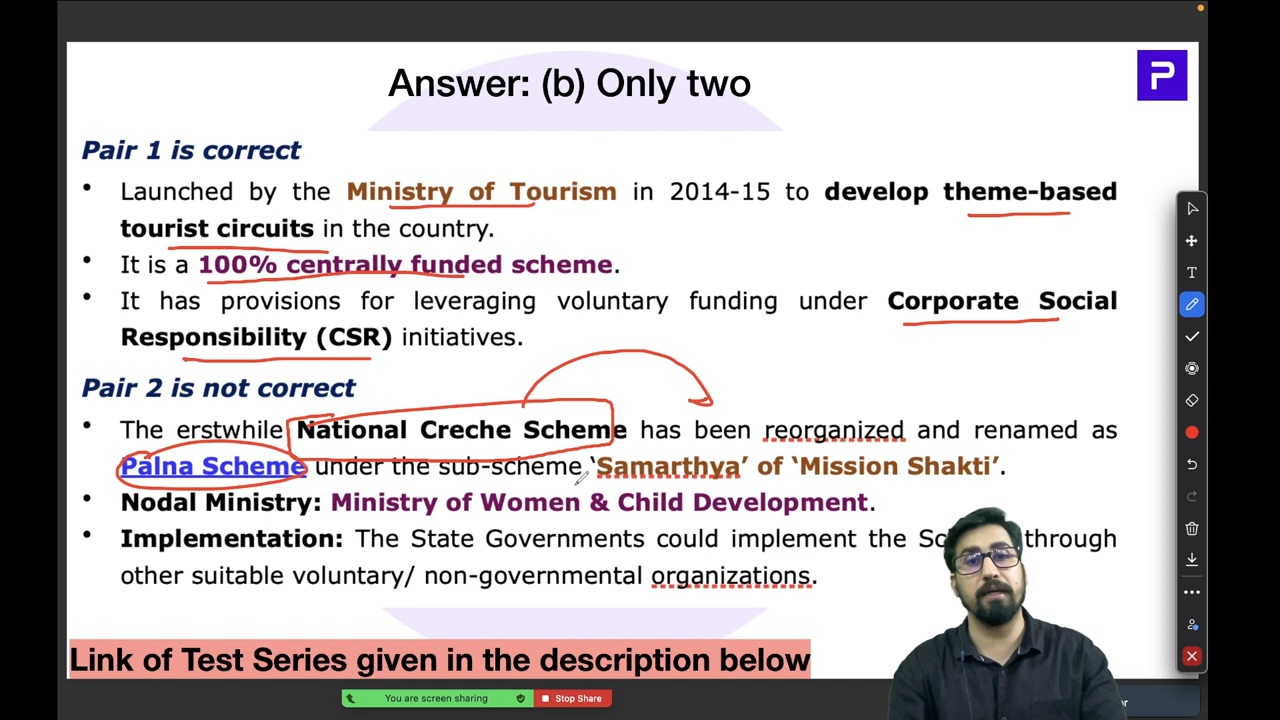 Answer: (b) Only two
P
Pair 1 is correct
• Launched by the Ministry of Tourism in 2014-15 to develop theme-based
tourist circuits in the country.
• It is a 100% centrally funded scheme.
• It has provisions for leveraging voluntary funding under Corporate Social
Responsibility (CSR) initiatives.
Pair 2 is not correct
• The erstwhile National Creche Scheme has been reorganized and renamed as
Palna Scheme under the sub-scheme ‘Samarthya’ of ‘Mission Shakti’.
• Nodal Ministry: Ministry of Women & Child Development.
• Implementation: The State Governments could implement the through
other suitable voluntary/ non-governmental organizations.
Link of Test Series given in the description below
You are screen sharing
Stop Share
T